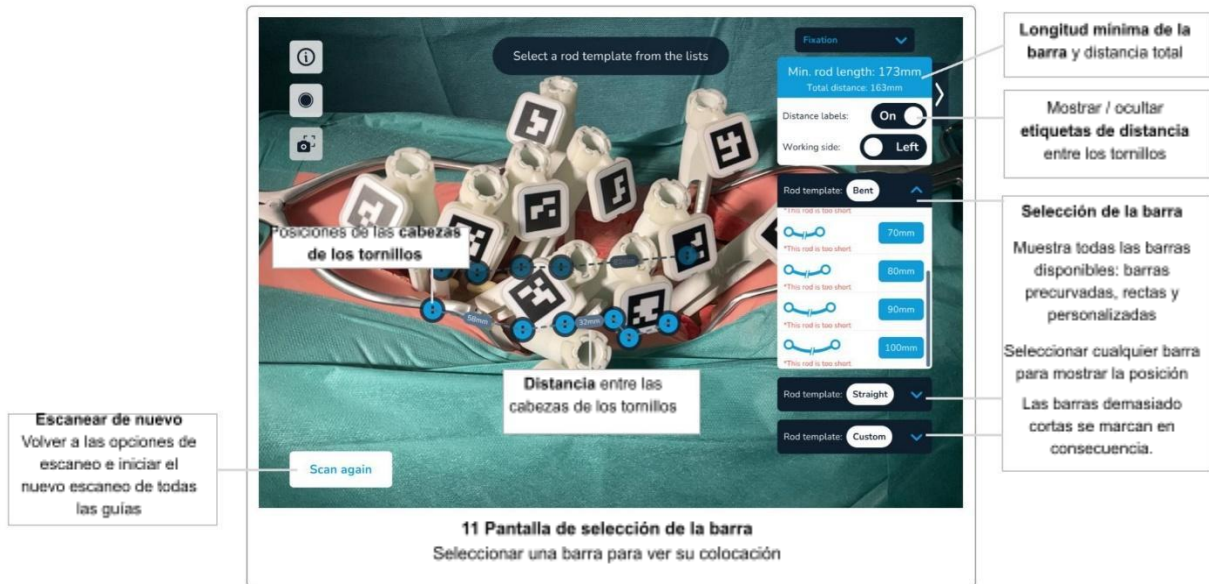 Select a rod template from the lists
Fixation
Min. rod length: 173mm
Total distance: 163mm
Distance labels:
On
Working side:
Left
Rod template:
Bent
*This rod is too short
70mm
*This rod is too short
80mm
*This rod is too short
90mm
*This rod is too short
100mm
*This rod is too short
Rod template:
Straight
Rod template:
Custom
Posiciones de las cabezas
de los tornillos
58mm
37mm
Distancia entre las
cabezas de los tornillos
Scan again
Longitud mínima de la
barra y distancia total
Mostrar / ocultar
etiquetas de distancia
entre los tornillos
Selección de la barra
Muestra todas las barras
disponibles: barras
precurvadas, rectas y
personalizadas
Seleccionar cualquier barra
para mostrar la posición
Las barras demasiado
cortas se marcan en
consecuencia.
Escanear de nuevo
Volver a las opciones de
escaneo e iniciar el
nuevo escaneo de todas
las guías
11 Pantalla de selección de la barra
Seleccionar una barra para ver su colocación